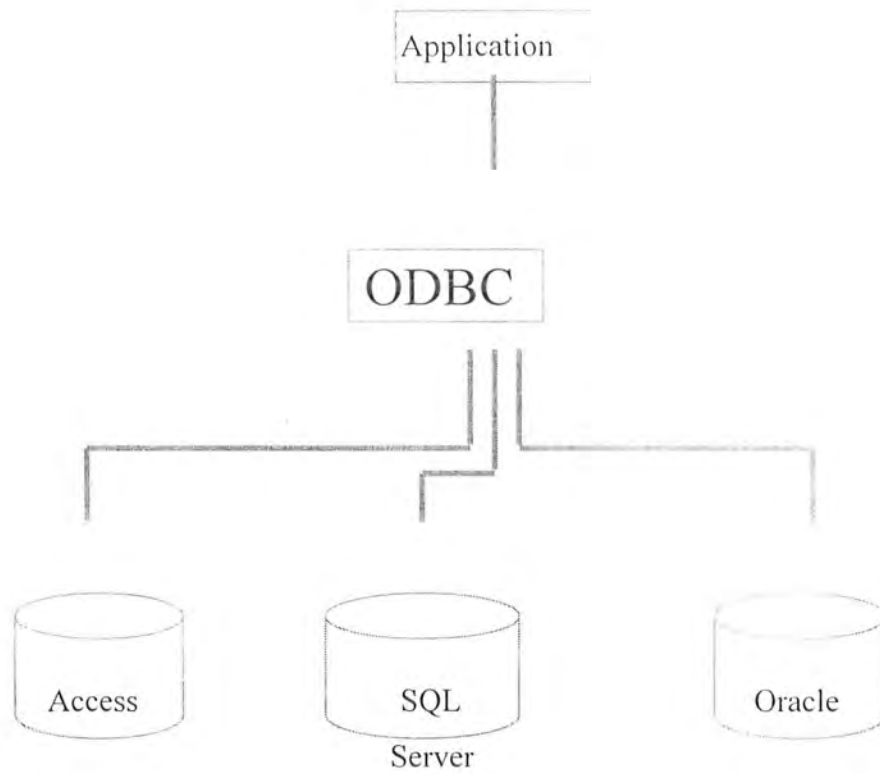 Application
ODBC
Access
SQL
Server
Oracle